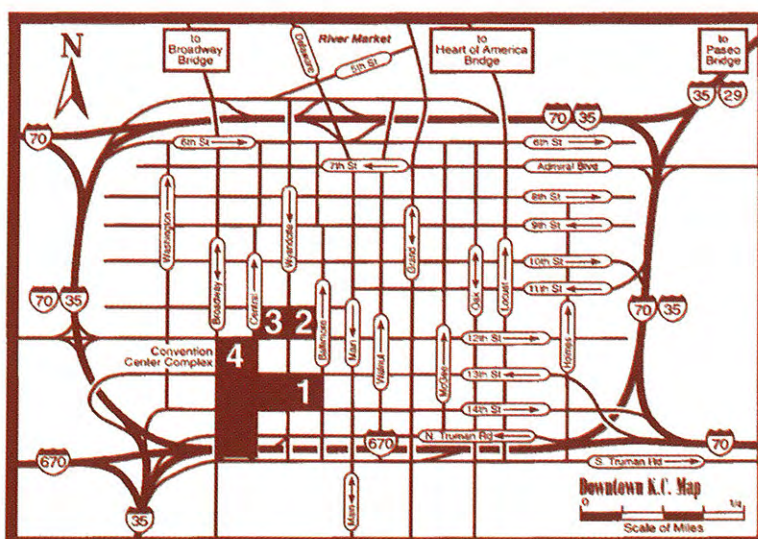 N
to
Broadway
Bridge
Delaware
River Market
5th St
to
Heart of America
Bridge
to
Paseo
Bridge
35
29
70
70
35
6th St
6th St
7th St
Admiral Blvd
8th St
9th St
10th St
11th St
Washington
Wyandotte
Grand
Broadway
Central
Baltimore
Main
Walnut
McGee
Oak
Locust
Holmes
70
35
70
35
3
2
4
1
Convention
Center Complex
12th St
13th St
14th St
N. Truman Rd
670
670
70
S. Truman Rd
35
Main
Downtown K.C. Map
0
1/4
Scale of Miles